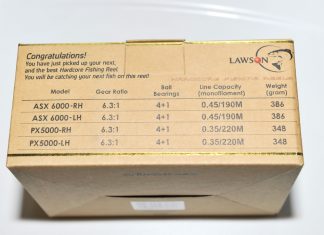 Congratulations!
You have just picked up your next;
and the best Hardcore Fishing Reel.
You will be catching your next fish on this reel!
LAWSON
Model Gear Ratio Ball Bearings Line Capacity (monofilament) Weight (gram)
ASX 6000-RH 6.3:1 4+1 0.45/190M 386
ASX 6000-LH 6.3:1 4+1 0.45/190M 386
PX5000-RH 6.3:1 4+1 0.35/220M 348
PX5000-LH 6.3:1 4+1 0.35/220M 348